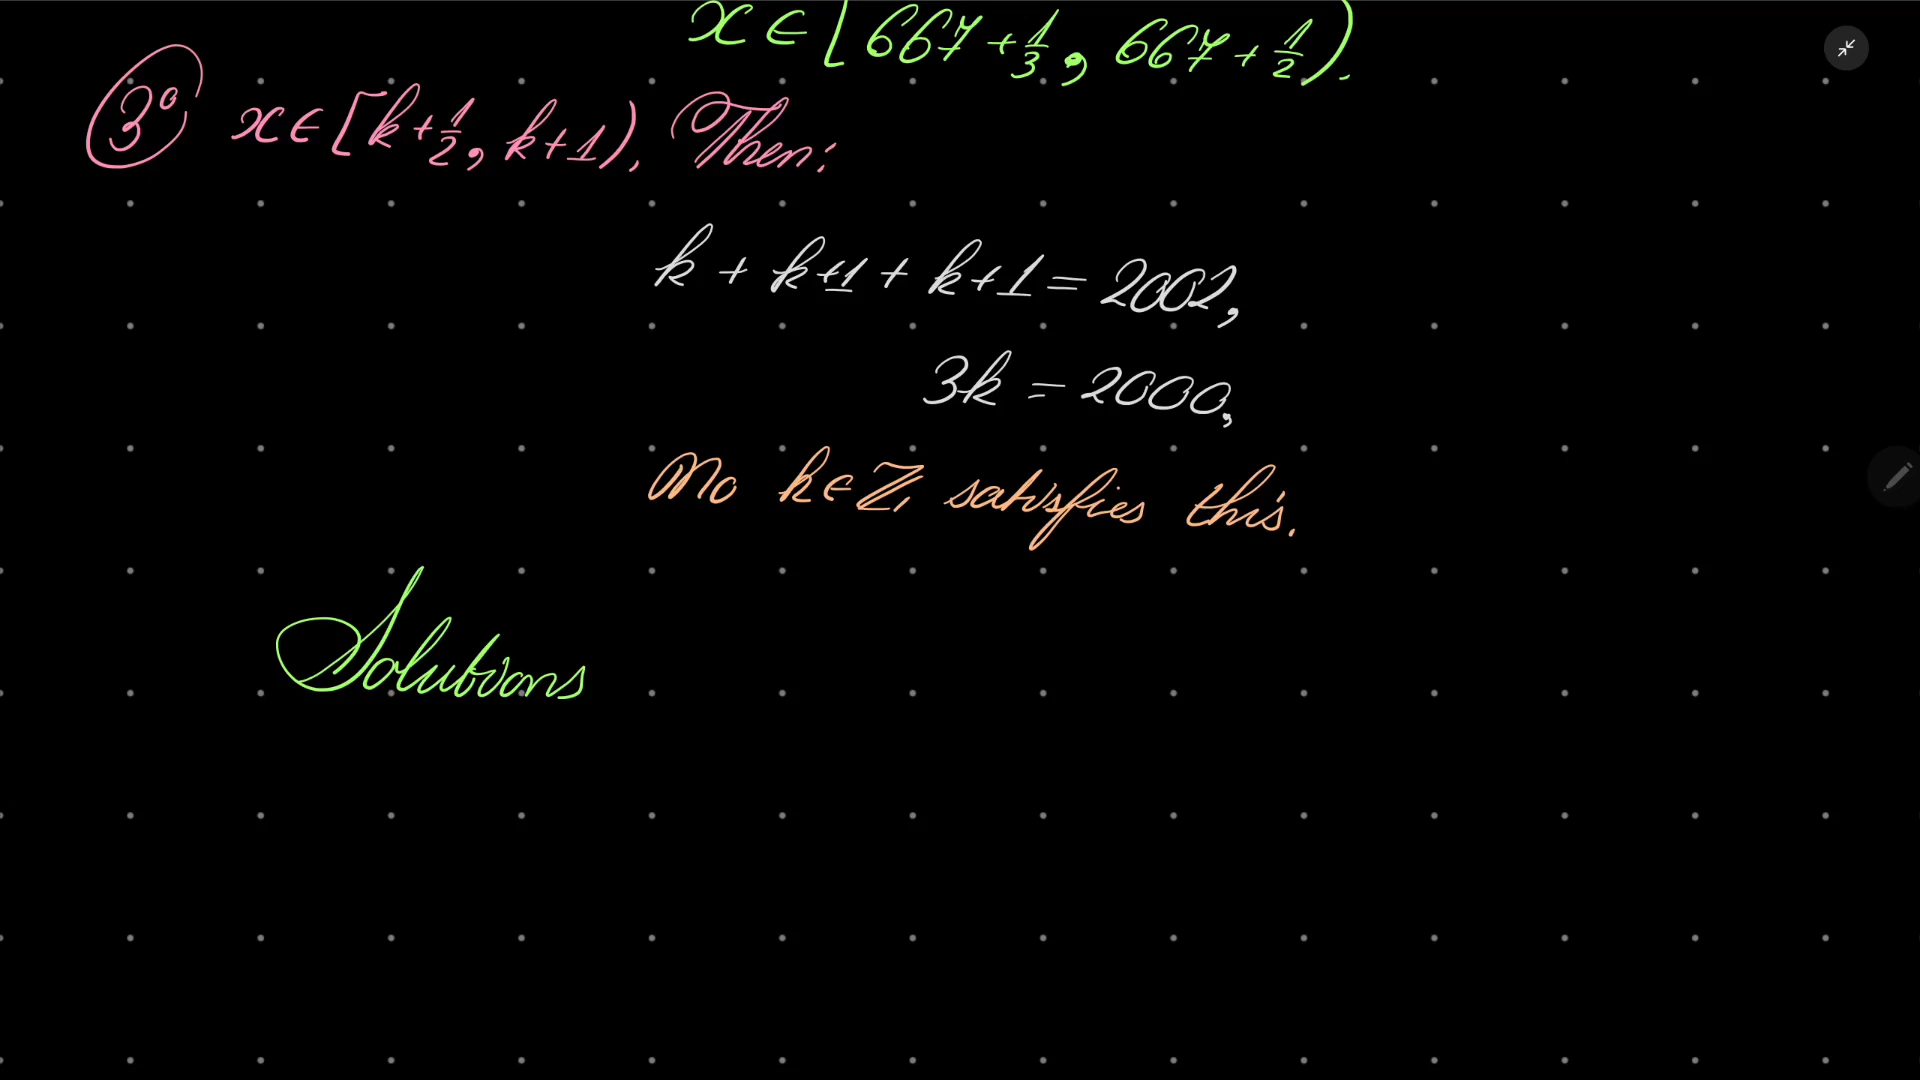 x ∈ [667 + 1/3, 667 + 1/2).
3° x ∈ [k + 1/2, k+1). Then:
k + k+1 + k+1 = 2002,
3k = 2000,
No k ∈ ℤ satisfies this.
Solutions